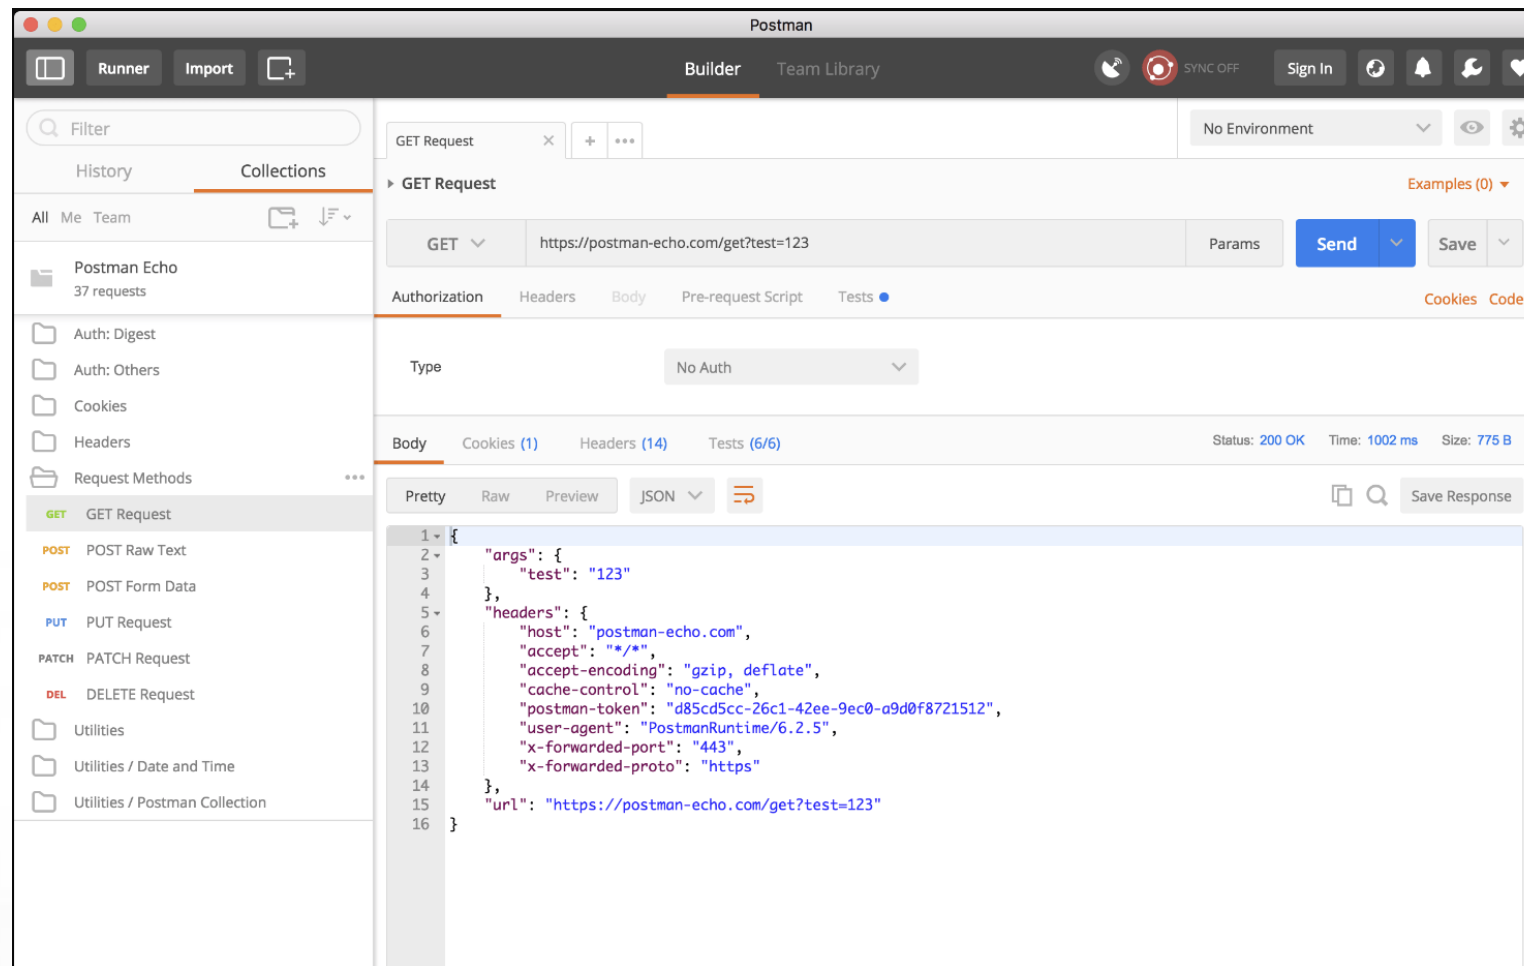 Postman
Runner Import Builder Team Library SYNC OFF Sign In
Filter
History Collections
All Me Team
Postman Echo
37 requests
Auth: Digest
Auth: Others
Cookies
Headers
Request Methods
GET GET Request
POST POST Raw Text
POST POST Form Data
PUT PUT Request
PATCH PATCH Request
DEL DELETE Request
Utilities
Utilities / Date and Time
Utilities / Postman Collection
GET Request
No Environment
GET Request
Examples (0)
GET https://postman-echo.com/get?test=123 Params Send Save
Authorization Headers Body Pre-request Script Tests Cookies Code
Type No Auth
Body Cookies (1) Headers (14) Tests (6/6) Status: 200 OK Time: 1002 ms Size: 775 B
Pretty Raw Preview JSON Save Response
1 {
2 "args": {
3 "test": "123"
4 },
5 "headers": {
6 "host": "postman-echo.com",
7 "accept": "*/*",
8 "accept-encoding": "gzip, deflate",
9 "cache-control": "no-cache",
10 "postman-token": "d85cd5cc-26c1-42ee-9ec0-a9d0f8721512",
11 "user-agent": "PostmanRuntime/6.2.5",
12 "x-forwarded-port": "443",
13 "x-forwarded-proto": "https"
14 },
15 "url": "https://postman-echo.com/get?test=123"
16 }